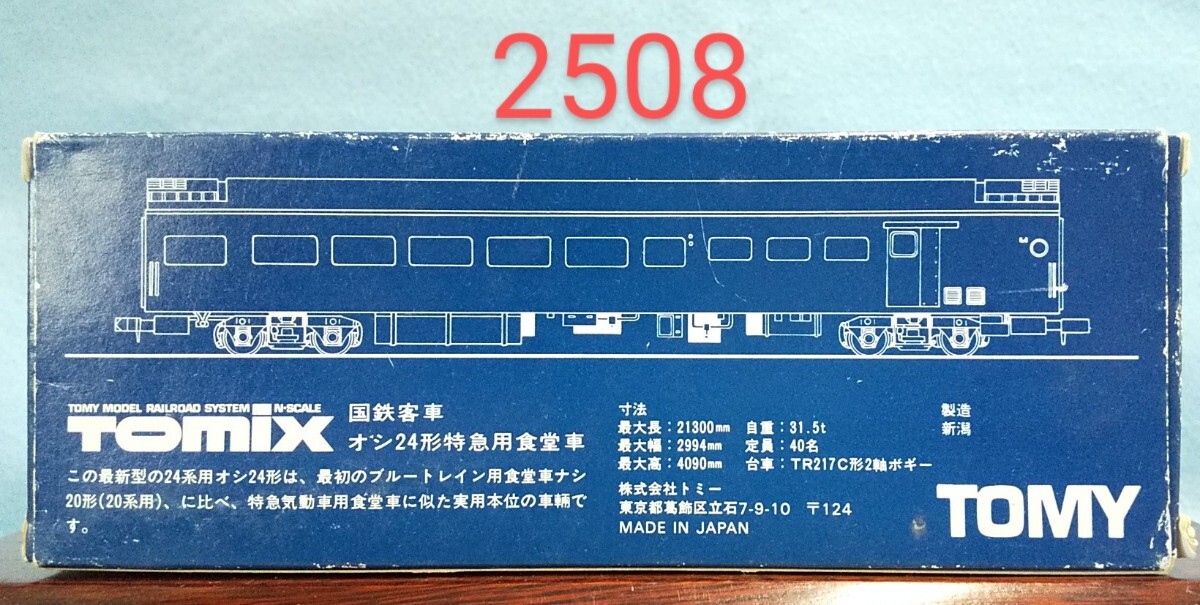 2508
TOMY MODEL RAILROAD SYSTEM N-SCALE
TOMIX
国鉄客車
オシ24形特急用食堂車
この最新型の24系用オシ24形は、最初のブルートレイン用食堂車ナシ
20形(20系用)、に比べ、特急気動車用食堂車に似た実用本位の車輛で
す。
寸法
最大長：21300mm 自重：31.5t
最大幅：2994mm 定員：40名
最大高：4090mm 台車：TR217C形2軸ボギー
株式会社トミー
東京都葛飾区立石7-9-10 〒124
MADE IN JAPAN
製造
新潟
TOMY